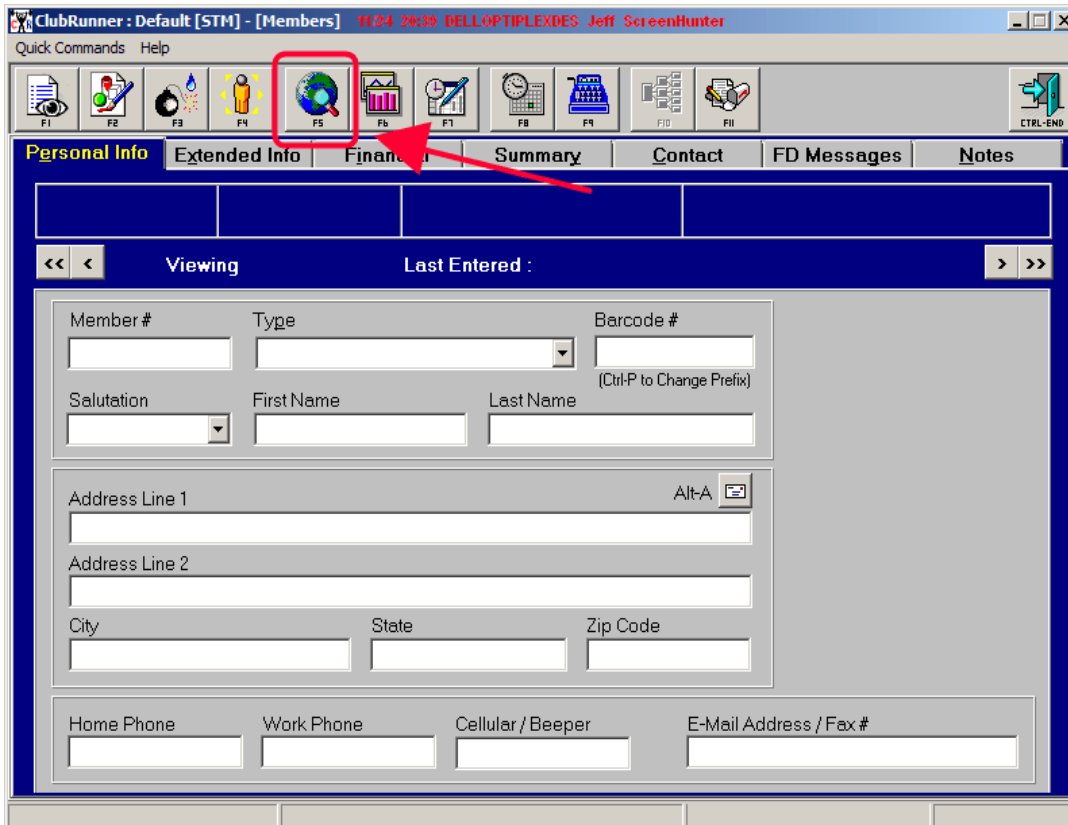 ClubRunner : Default [STM] - [Members] 11/24 20:39 DELLOPTIPLEXDES Jeff ScreenHunter
Quick Commands Help
F1 F2 F3 F4 F5 F6 F7 F8 F9 F10 F11 CTRL-END
Personal Info Extended Info Summary Contact FD Messages Notes
<< < Viewing Last Entered : > >>
Member # Type Barcode #
(Ctrl-P to Change Prefix)
Salutation First Name Last Name
Address Line 1 Alt-A
Address Line 2
City State Zip Code
Home Phone Work Phone Cellular / Beeper E-Mail Address / Fax #